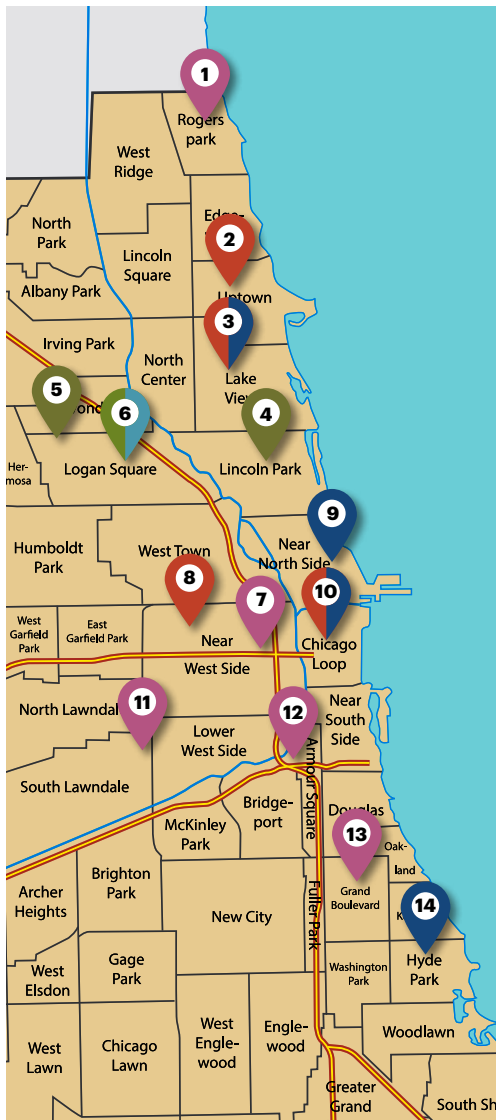 1
Rogers
park
West
Ridge
North
Park
Edge-
2
Lincoln
Square
Albany Park
Uptown
3
Irving Park
North
Center
Lake
View
5
6
4
Logan Square
Lincoln Park
Her-
mosa
9
Humboldt
Park
West Town
Near
North Side
8
7
10
West
Garfield
Park
East
Garfield Park
Near
West Side
Chicago
Loop
11
North Lawndale
12
Near
South
Side
Lower
West Side
South Lawndale
Armour Square
Bridge-
port
McKinley
Park
Douglas
13
Oak-
land
Brighton
Park
Archer
Heights
Grand
Boulevard
14
New City
Fuller Park
K
Gage
Park
West
Elsdon
Washington
Park
Hyde
Park
West
Lawn
Chicago
Lawn
West
Engle-
wood
Engle-
wood
Woodlawn
Greater
Grand
South Sh